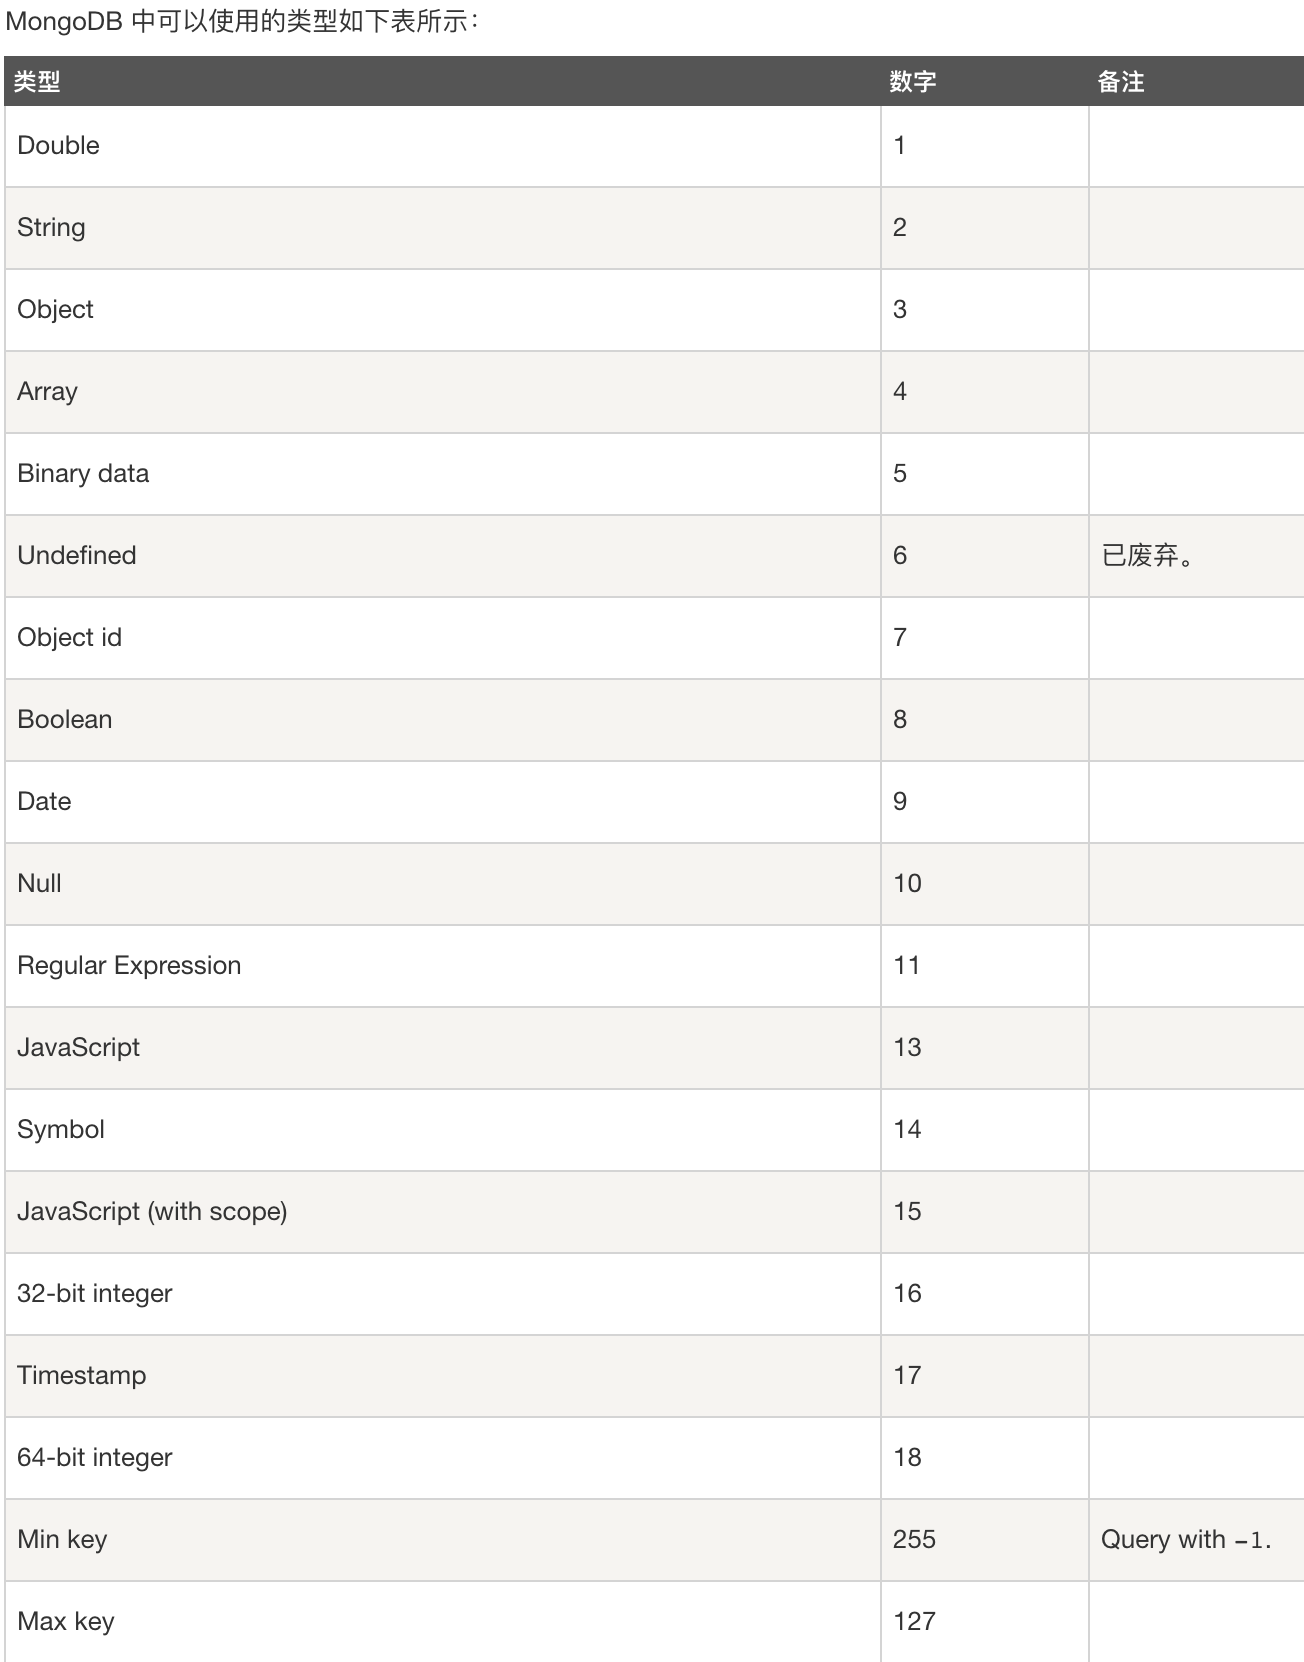 MongoDB 中可以使用的类型如下表所示：
类型 数字 备注
Double 1
String 2
Object 3
Array 4
Binary data 5
Undefined 6 已废弃。
Object id 7
Boolean 8
Date 9
Null 10
Regular Expression 11
JavaScript 13
Symbol 14
JavaScript (with scope) 15
32-bit integer 16
Timestamp 17
64-bit integer 18
Min key 255 Query with -1.
Max key 127